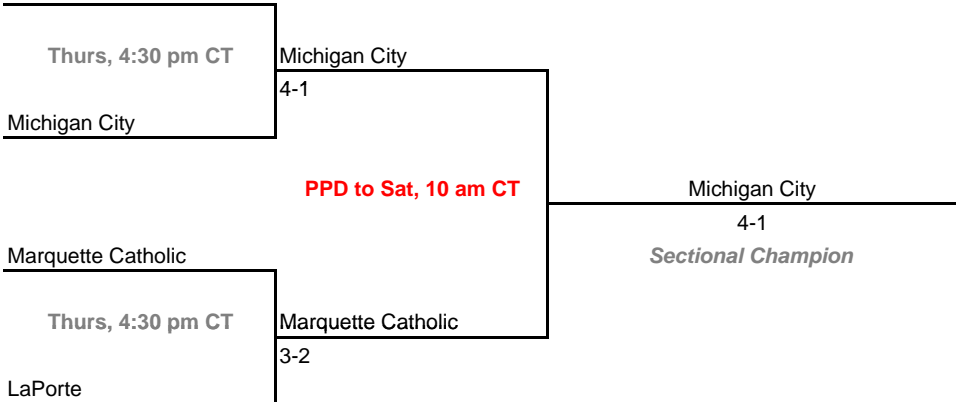 Thurs, 4:30 pm CT
Michigan City
4-1
Michigan City
PPD to Sat, 10 am CT
Michigan City
4-1
Marquette Catholic
Sectional Champion
Thurs, 4:30 pm CT
Marquette Catholic
3-2
LaPorte